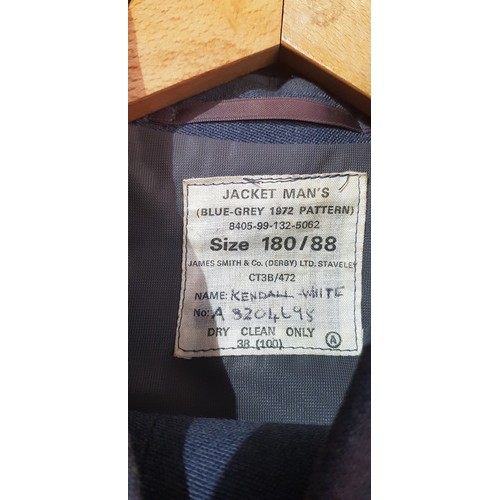 JACKET MAN'S
(BLUE-GREY 1972 PATTERN)
8405-99-132-5062
Size 180/88
JAMES SMITH & Co. (DERBY) LTD. STAVELEY
CT3B/472
NAME: KENDALL-WHITE
No: A
DRY CLEAN ONLY
38 (100) A